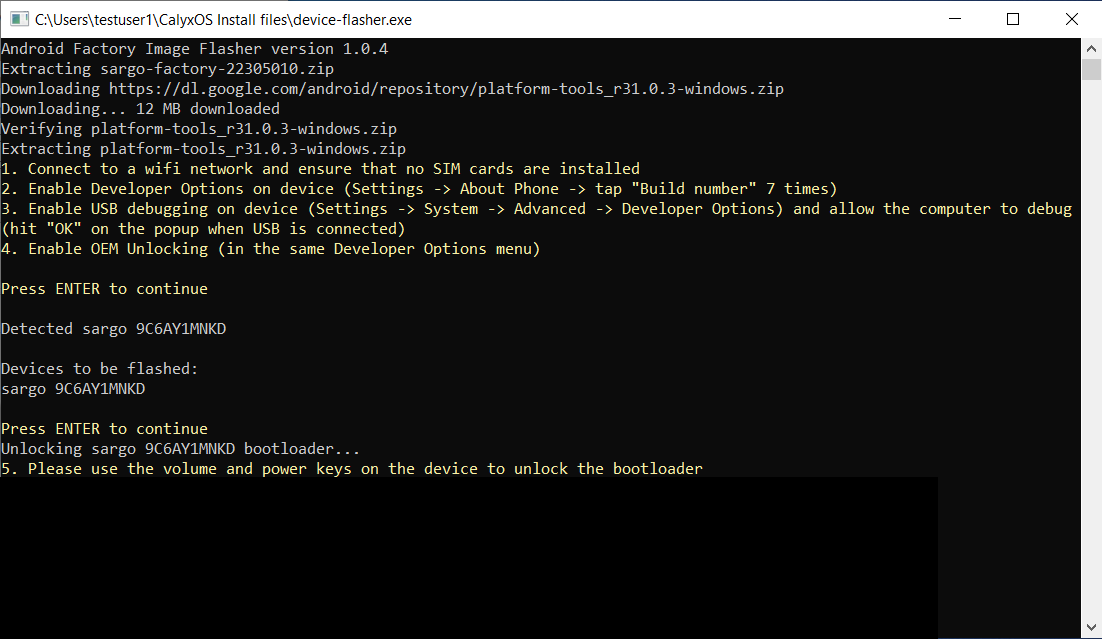 C:\Users\testuser1\CalyxOS Install files\device-flasher.exe
Android Factory Image Flasher version 1.0.4
Extracting sargo-factory-22305010.zip
Downloading https://dl.google.com/android/repository/platform-tools_r31.0.3-windows.zip
Downloading... 12 MB downloaded
Verifying platform-tools_r31.0.3-windows.zip
Extracting platform-tools_r31.0.3-windows.zip
1. Connect to a wifi network and ensure that no SIM cards are installed
2. Enable Developer Options on device (Settings -> About Phone -> tap "Build number" 7 times)
3. Enable USB debugging on device (Settings -> System -> Advanced -> Developer Options) and allow the computer to debug
(hit "OK" on the popup when USB is connected)
4. Enable OEM Unlocking (in the same Developer Options menu)
Press ENTER to continue
Detected sargo 9C6AY1MNKD
Devices to be flashed:
sargo 9C6AY1MNKD
Press ENTER to continue
Unlocking sargo 9C6AY1MNKD bootloader...
5. Please use the volume and power keys on the device to unlock the bootloader